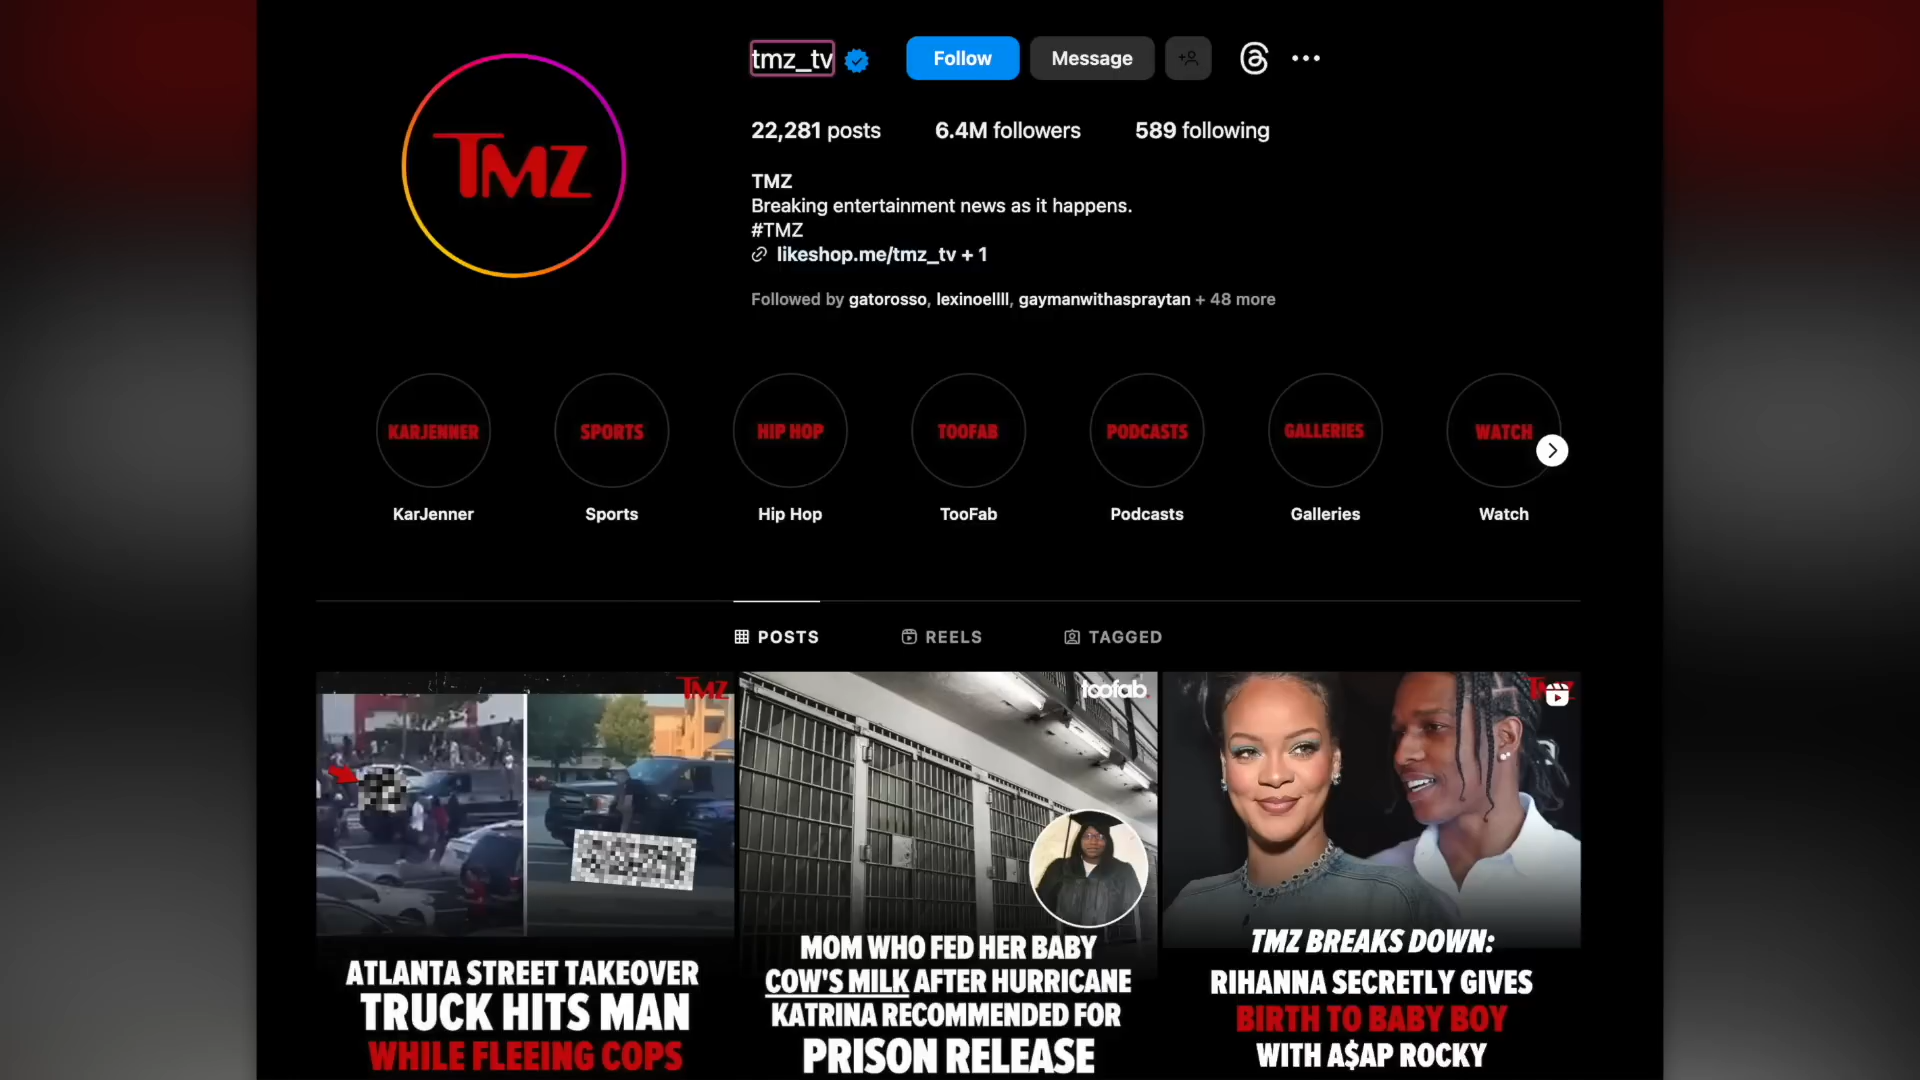 tmz_tv
Follow
Message
22,281 posts
6.4M followers
589 following
TMZ
TMZ
Breaking entertainment news as it happens.
#TMZ
likeshop.me/tmz_tv + 1
Followed by gatorosso, lexinoellll, gaymanwithaspraytan + 48 more
KARJENNER
SPORTS
HIP HOP
TOOFAB
PODCASTS
GALLERIES
WATCH
KarJenner
Sports
Hip Hop
TooFab
Podcasts
Galleries
Watch
POSTS
REELS
TAGGED
TMZ
ATLANTA STREET TAKEOVER
TRUCK HITS MAN
WHILE FLEEING COPS
toofab
MOM WHO FED HER BABY
COW'S MILK AFTER HURRICANE
KATRINA RECOMMENDED FOR
PRISON RELEASE
TMZ BREAKS DOWN:
RIHANNA SECRETLY GIVES
BIRTH TO BABY BOY
WITH A$AP ROCKY